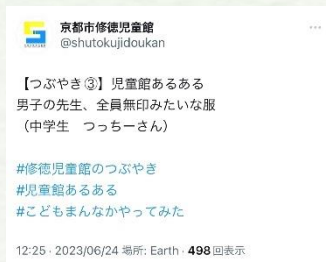 京都市修徳児童館
@shutokujidoukan
【つぶやき③】児童館あるある
男子の先生、全員無印みたいな服
（中学生　つっちーさん）
#修徳児童館のつぶやき
#児童館あるある
#こどもまんなかやってみた
12:25 · 2023/06/24 場所: Earth · 498 回表示